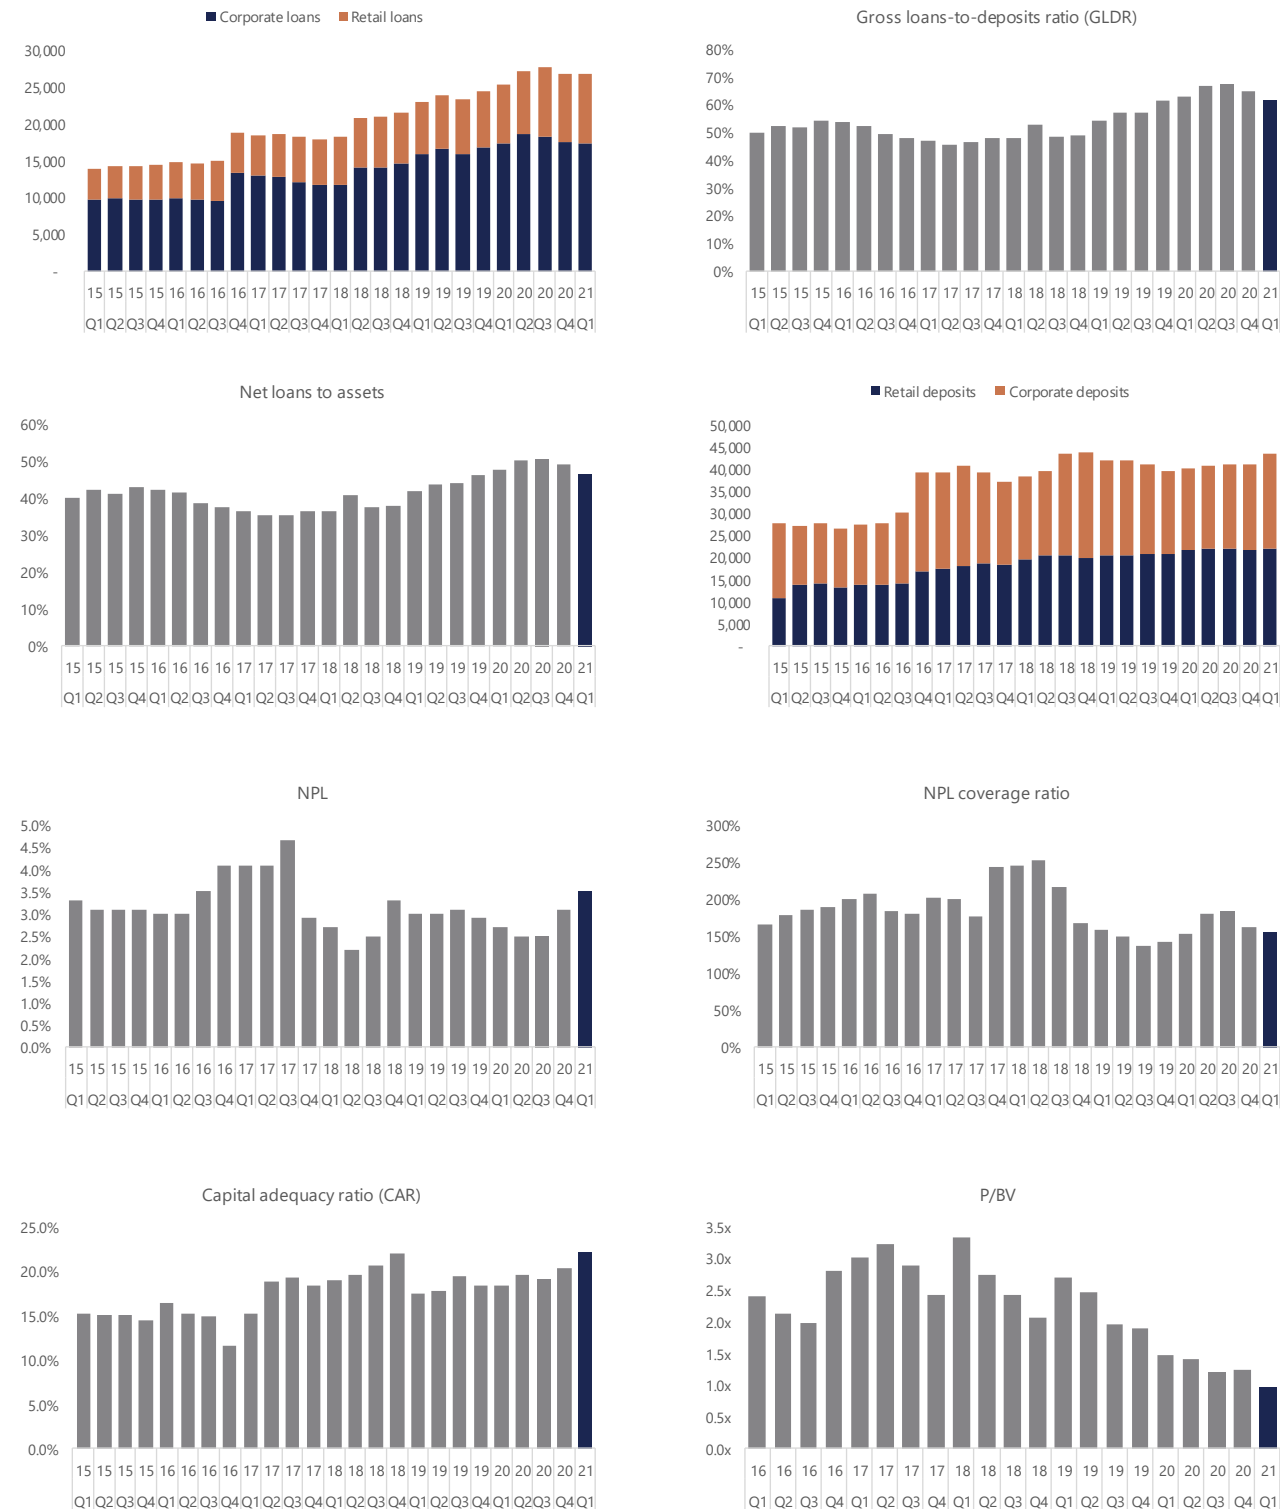 Corporate loans Retail loans
30,000
25,000
20,000
15,000
10,000
5,000
-
15 15 15 15 16 16 16 16 17 17 17 17 18 18 18 18 19 19 19 19 20 20 20 20 21
Q1 Q2 Q3 Q4 Q1 Q2 Q3 Q4 Q1 Q2 Q3 Q4 Q1 Q2 Q3 Q4 Q1 Q2 Q3 Q4 Q1 Q2 Q3 Q4 Q1
Gross loans-to-deposits ratio (GLDR)
80%
70%
60%
50%
40%
30%
20%
10%
0%
15 15 15 15 16 16 16 16 17 17 17 17 18 18 18 18 19 19 19 19 20 20 20 20 21
Q1 Q2 Q3 Q4 Q1 Q2 Q3 Q4 Q1 Q2 Q3 Q4 Q1 Q2 Q3 Q4 Q1 Q2 Q3 Q4 Q1 Q2 Q3 Q4 Q1
Net loans to assets
60%
50%
40%
30%
20%
10%
0%
15 15 15 15 16 16 16 16 17 17 17 17 18 18 18 18 19 19 19 19 20 20 20 20 21
Q1 Q2 Q3 Q4 Q1 Q2 Q3 Q4 Q1 Q2 Q3 Q4 Q1 Q2 Q3 Q4 Q1 Q2 Q3 Q4 Q1 Q2 Q3 Q4 Q1
Retail deposits Corporate deposits
50,000
45,000
40,000
35,000
30,000
25,000
20,000
15,000
10,000
5,000
-
15 15 15 15 16 16 16 16 17 17 17 17 18 18 18 18 19 19 19 19 20 20 20 20 21
Q1 Q2 Q3 Q4 Q1 Q2 Q3 Q4 Q1 Q2 Q3 Q4 Q1 Q2 Q3 Q4 Q1 Q2 Q3 Q4 Q1 Q2 Q3 Q4 Q1
NPL
5.0%
4.5%
4.0%
3.5%
3.0%
2.5%
2.0%
1.5%
1.0%
0.5%
0.0%
15 15 15 15 16 16 16 16 17 17 17 17 18 18 18 18 19 19 19 19 20 20 20 20 21
Q1 Q2 Q3 Q4 Q1 Q2 Q3 Q4 Q1 Q2 Q3 Q4 Q1 Q2 Q3 Q4 Q1 Q2 Q3 Q4 Q1 Q2 Q3 Q4 Q1
NPL coverage ratio
300%
250%
200%
150%
100%
50%
0%
15 15 15 15 16 16 16 16 17 17 17 17 18 18 18 18 19 19 19 19 20 20 20 20 21
Q1 Q2 Q3 Q4 Q1 Q2 Q3 Q4 Q1 Q2 Q3 Q4 Q1 Q2 Q3 Q4 Q1 Q2 Q3 Q4 Q1 Q2 Q3 Q4 Q1
Capital adequacy ratio (CAR)
25.0%
20.0%
15.0%
10.0%
5.0%
0.0%
15 15 15 15 16 16 16 16 17 17 17 17 18 18 18 18 19 19 19 19 20 20 20 20 21
Q1 Q2 Q3 Q4 Q1 Q2 Q3 Q4 Q1 Q2 Q3 Q4 Q1 Q2 Q3 Q4 Q1 Q2 Q3 Q4 Q1 Q2 Q3 Q4 Q1
P/BV
3.5x
3.0x
2.5x
2.0x
1.5x
1.0x
0.5x
0.0x
16 16 16 16 17 17 17 17 18 18 18 18 19 19 19 19 20 20 20 20 21
Q1 Q2 Q3 Q4 Q1 Q2 Q3 Q4 Q1 Q2 Q3 Q4 Q1 Q2 Q3 Q4 Q1 Q2 Q3 Q4 Q1